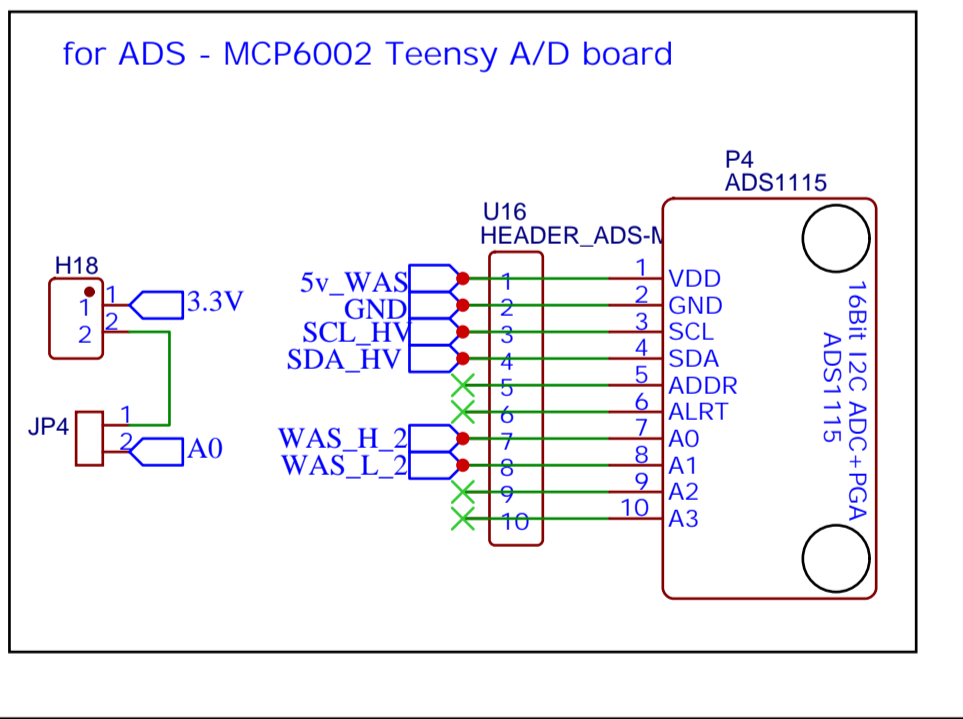 for ADS - MCP6002 Teensy A/D board
P4
ADS1115
U16
HEADER_ADS-M
H18
1
2
1
2
3.3V
JP4
1
2
A0
5v_WAS
GND
SCL_HV
SDA_HV
WAS_H_2
WAS_L_2
1
2
3
4
5
6
7
8
9
10
1 VDD
2 GND
3 SCL
4 SDA
5 ADDR
6 ALRT
7 A0
8 A1
9 A2
10 A3
16Bit I2C ADC+PGA
ADS1115